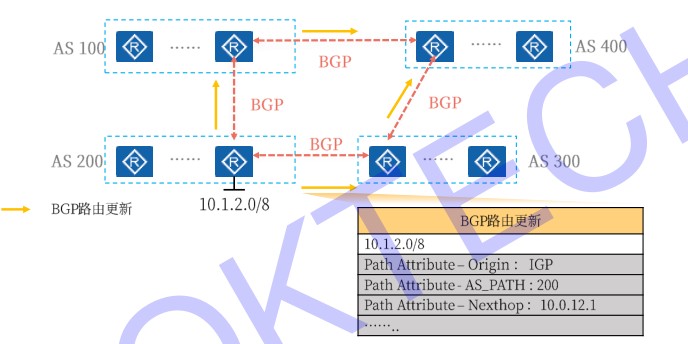 AS 100
R
······
R
BGP
R
······
R
AS 400
BGP
BGP
AS 200
R
······
R
BGP
R
······
R
AS 300
10.1.2.0/8
BGP路由更新
BGP路由更新
10.1.2.0/8
Path Attribute – Origin： IGP
Path Attribute - AS_PATH : 200
Path Attribute – Nexthop： 10.0.12.1
······..
OKTECH